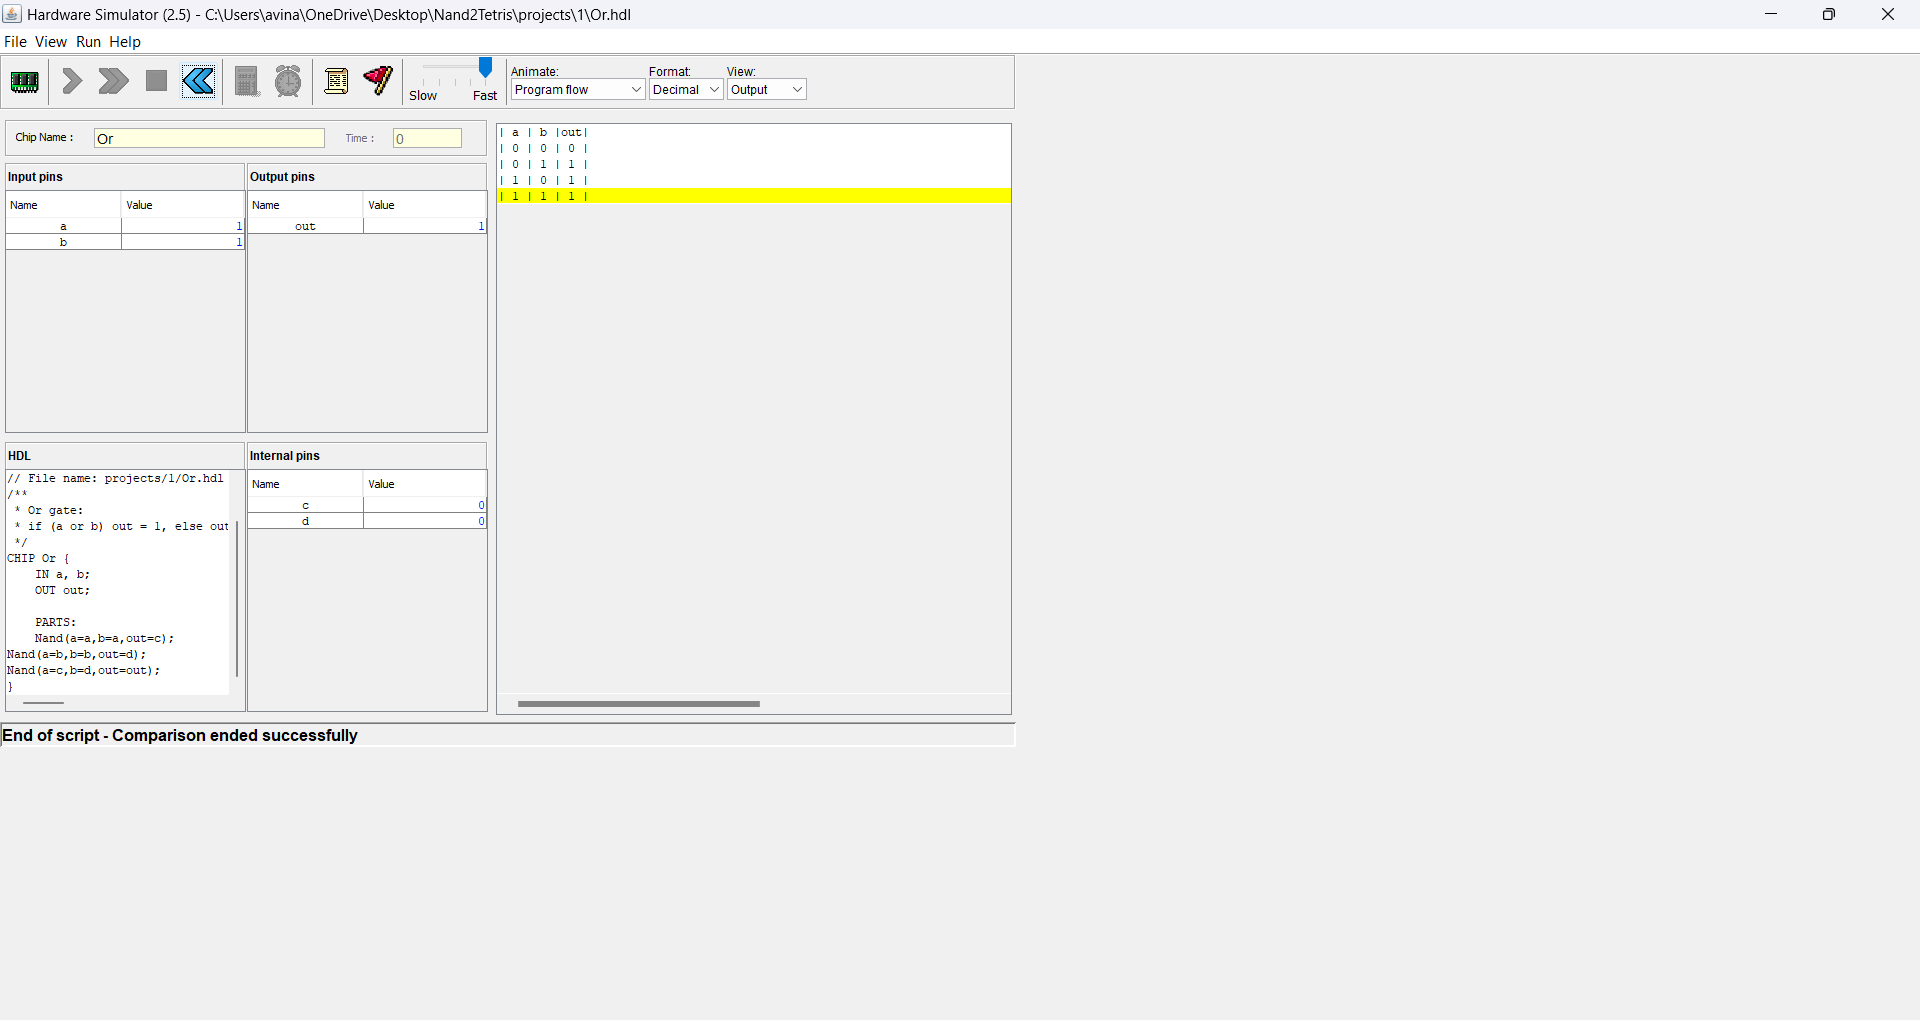 Hardware Simulator (2.5) - C:\Users\avina\OneDrive\Desktop\Nand2Tetris\projects\1\Or.hdl
File View Run Help
Slow Fast
Animate: Format: View:
Program flow Decimal Output
Chip Name : Or Time : 0
Input pins
Name Value
a 1
b 1
Output pins
Name Value
out 1
HDL
// File name: projects/1/Or.hdl
/**
 * Or gate:
 * if (a or b) out = 1, else out
 */
CHIP Or {
    IN a, b;
    OUT out;
    PARTS:
    Nand(a=a,b=a,out=c);
Nand(a=b,b=b,out=d);
Nand(a=c,b=d,out=out);
}
Internal pins
Name Value
c 0
d 0
| a | b |out|
| 0 | 0 | 0 |
| 0 | 1 | 1 |
| 1 | 0 | 1 |
| 1 | 1 | 1 |
End of script - Comparison ended successfully